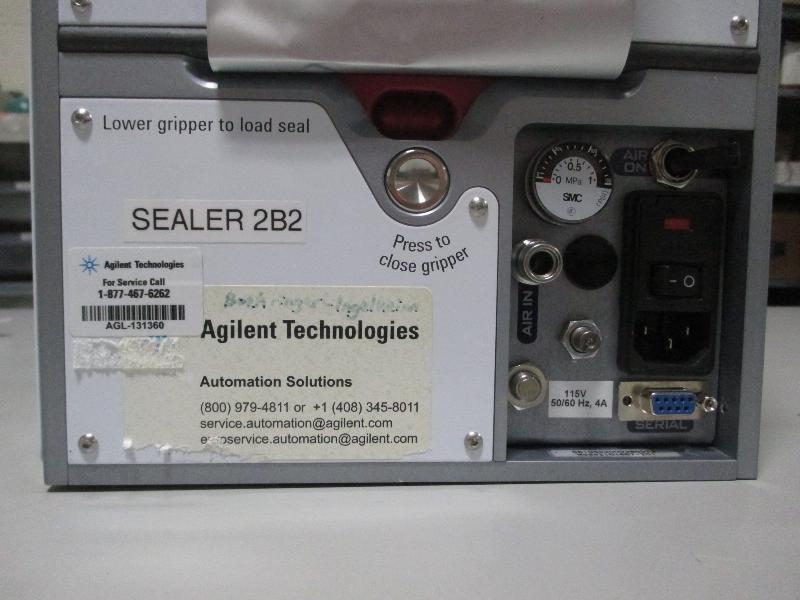 Lower gripper to load seal
SEALER 2B2
Press to
close gripper
Agilent Technologies
For Service Call
1-877-467-6262
AGL-131360
Agilent Technologies
Automation Solutions
(800) 979-4811 or +1 (408) 345-8011
service.automation@agilent.com
euroservice.automation@agilent.com
0.5
0 MPa 1
SMC
AIR
ON
AIR IN
115V
50/60 Hz, 4A
SERIAL